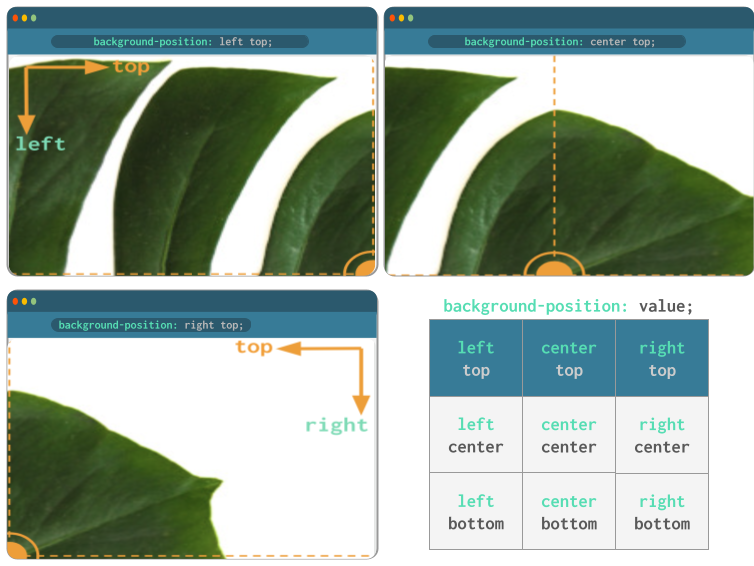 background-position: left top;
top
left
background-position: center top;
background-position: right top;
top
right
background-position: value;
left center right
top top top
left center right
center center center
left center right
bottom bottom bottom